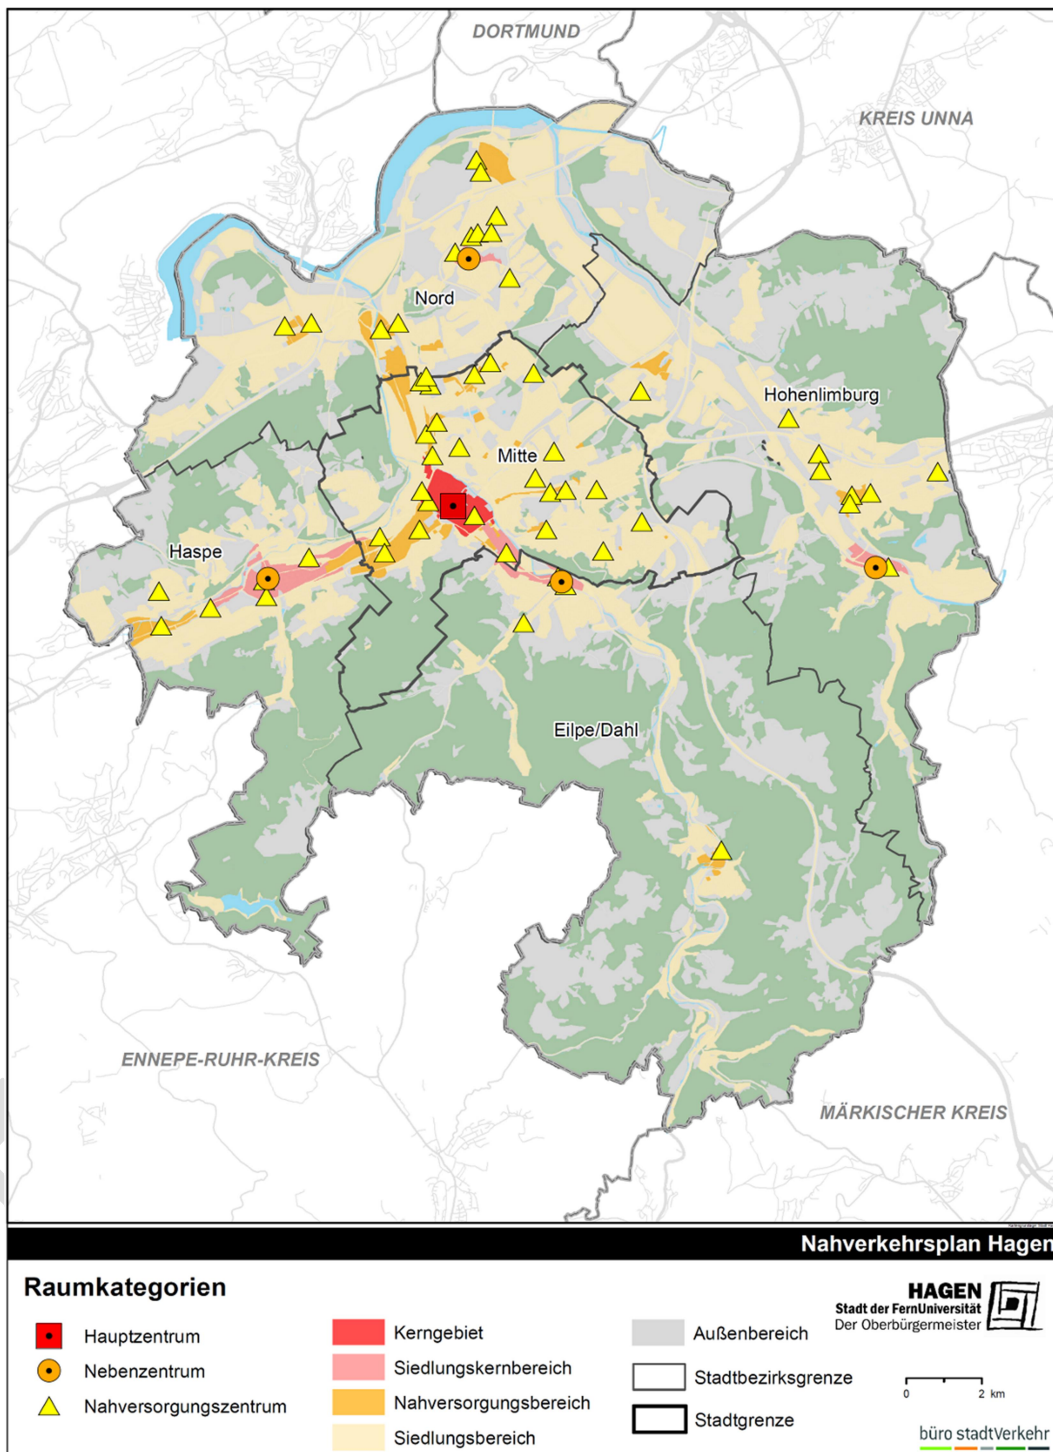 DORTMUND
KREIS UNNA
Nord
Hohenlimburg
Mitte
Haspe
Eilpe/Dahl
ENNEPE-RUHR-KREIS
MÄRKISCHER KREIS
Nahverkehrsplan Hagen
Raumkategorien
Hauptzentrum
Nebenzentrum
Nahversorgungszentrum
Kerngebiet
Siedlungskernbereich
Nahversorgungsbereich
Siedlungsbereich
Außenbereich
Stadtbezirksgrenze
Stadtgrenze
HAGEN
Stadt der FernUniversität
Der Oberbürgermeister
0 2 km
büro stadtVerkehr